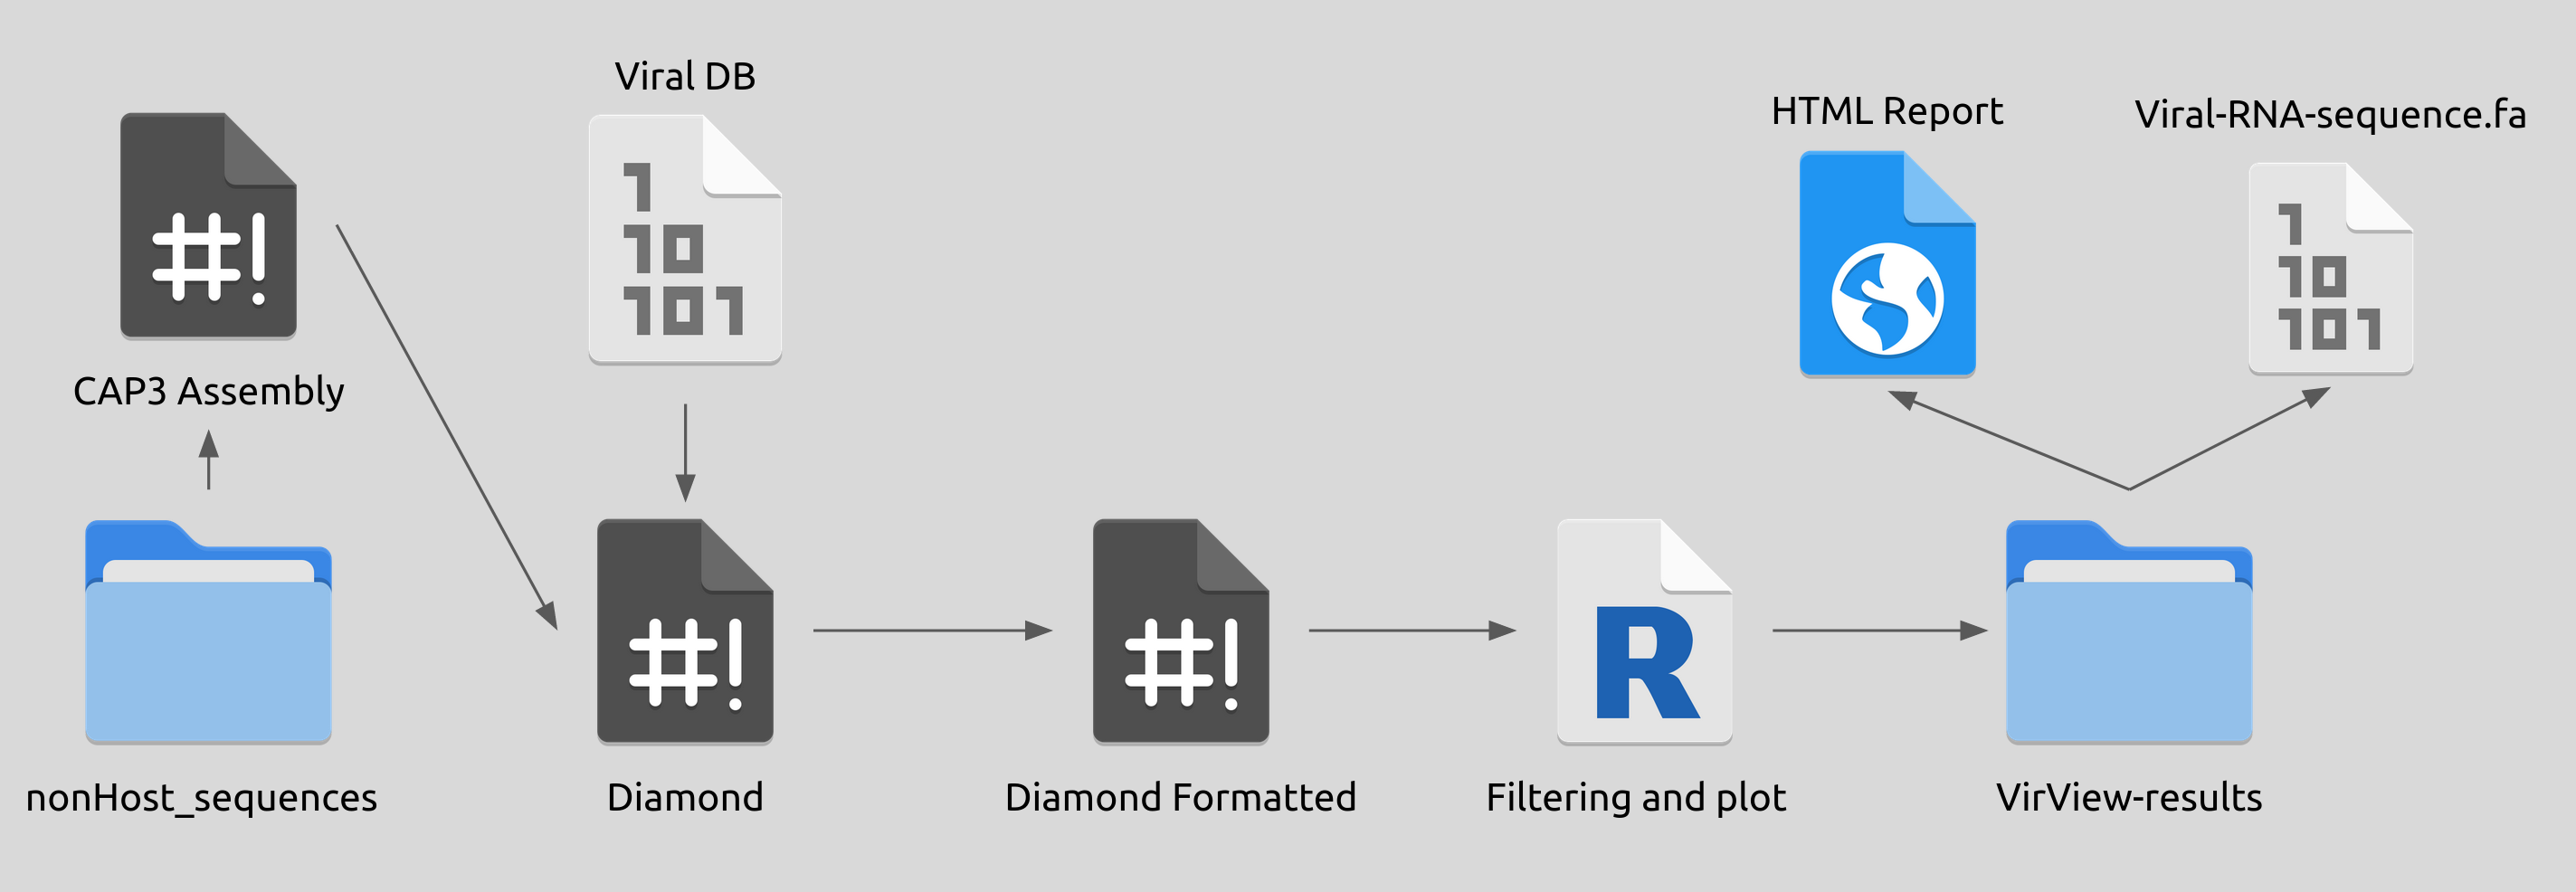 Viral DB
HTML Report
Viral-RNA-sequence.fa
#!
1
10
101
1
10
101
CAP3 Assembly
#!
#!
R
nonHost_sequences
Diamond
Diamond Formatted
Filtering and plot
VirView-results